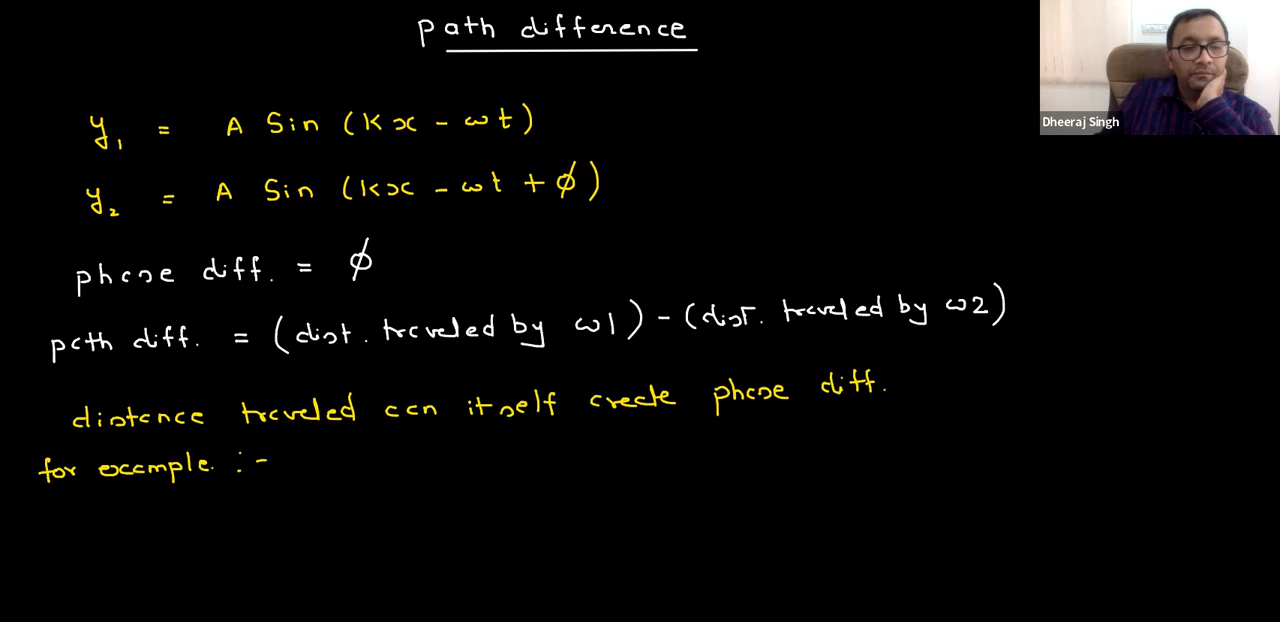 path difference
Dheeraj Singh
y₁ = A Sin (kx - ωt)
y₂ = A Sin (kx - ωt + ϕ)
phase diff. = ϕ
path diff. = (dist. traveled by ω1) - (dist. traveled by ω2)
distance traveled can itself create phase diff.
for example :-